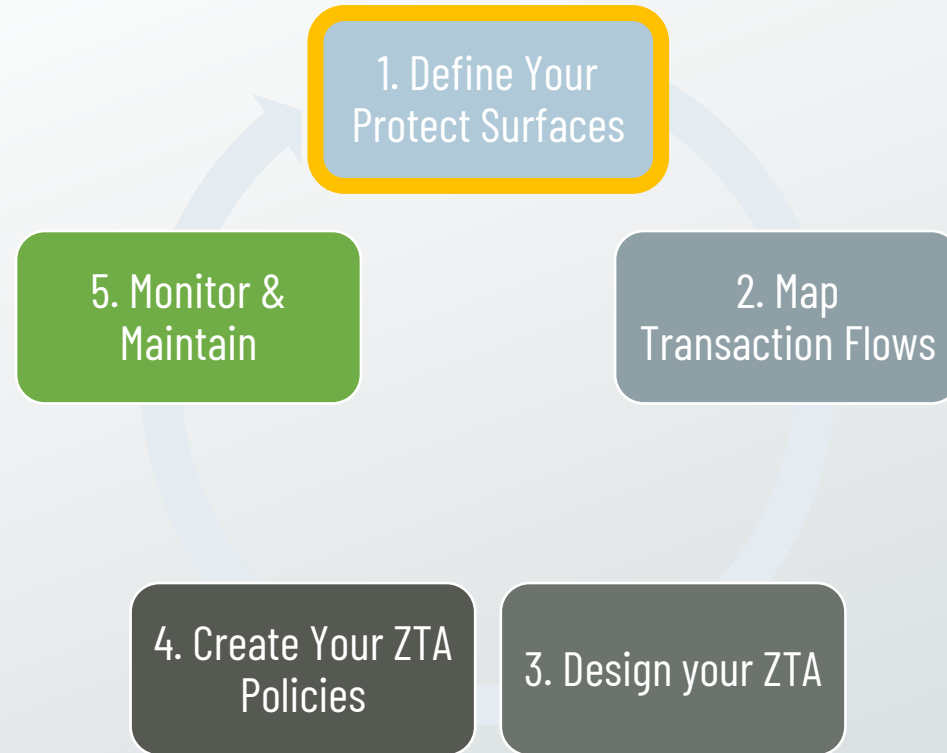 1. Define Your
Protect Surfaces
2. Map
Transaction Flows
3. Design your ZTA
4. Create Your ZTA
Policies
5. Monitor &
Maintain